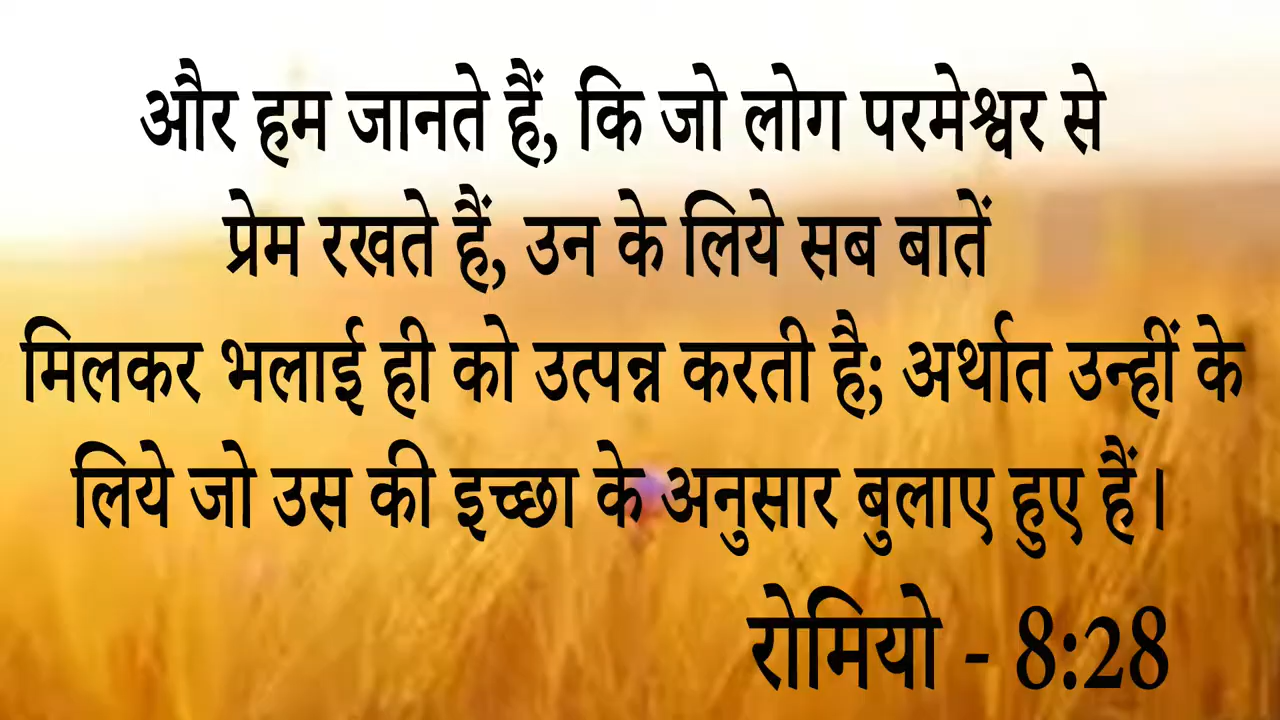 और हम जानते हैं, कि जो लोग परमेश्वर से
प्रेम रखते हैं, उन के लिये सब बातें
मिलकर भलाई ही को उत्पन्न करती है; अर्थात उन्हीं के
लिये जो उस की इच्छा के अनुसार बुलाए हुए हैं।
रोमियो - 8:28